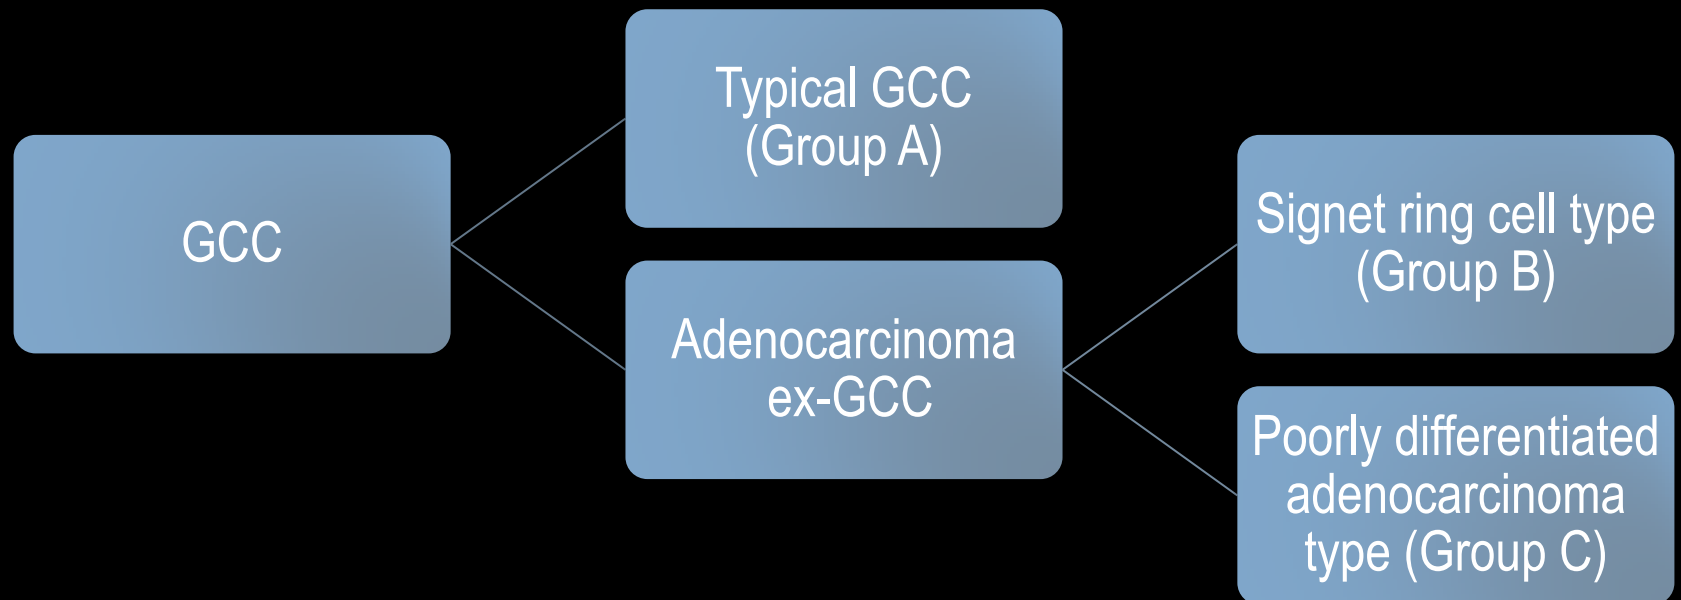 GCC
Typical GCC
(Group A)
Adenocarcinoma
ex-GCC
Signet ring cell type
(Group B)
Poorly differentiated
adenocarcinoma
type (Group C)